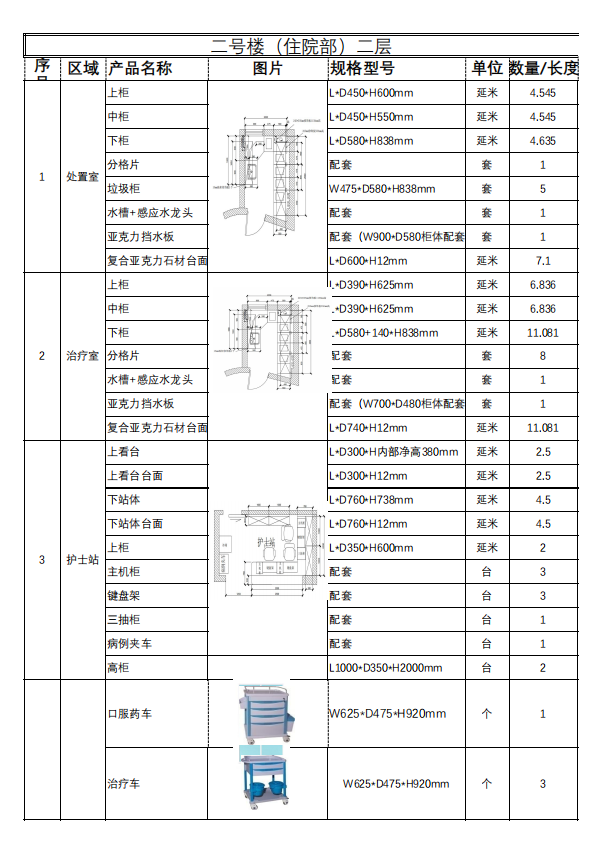 二号楼（住院部）二层
序号 区域 产品名称 图片 规格型号 单位 数量/长度
1 处置室
上柜 L*D450*H600mm 延米 4.545
中柜 L*D450*H550mm 延米 4.545
下柜 L*D580*H838mm 延米 4.635
分格片 配套 套 1
垃圾柜 W475*D580*H838mm 套 5
水槽+感应水龙头 配套 套 1
亚克力挡水板 配套（W900*D580柜体配套 套 1
复合亚克力石材台面 L*D600*H12mm 延米 7.1
2 治疗室
上柜 L*D390*H625mm 延米 6.836
中柜 L*D390*H625mm 延米 6.836
下柜 L*D580+140*H838mm 延米 11.081
分格片 配套 套 8
水槽+感应水龙头 配套 套 1
亚克力挡水板 配套（W700*D480柜体配套 套 1
复合亚克力石材台面 L*D740*H12mm 延米 11.081
3 护士站
护士站
上看台 L*D300*H内部净高380mm 延米 2.5
上看台台面 L*D300*H12mm 延米 2.5
下站体 L*D760*H738mm 延米 4.5
下站体台面 L*D760*H12mm 延米 4.5
上柜 L*D350*H600mm 延米 2
主机柜 配套 台 3
键盘架 配套 台 3
三抽柜 配套 台 1
病例夹车 配套 台 1
高柜 L1000*D350*H2000mm 台 2
口服药车 W625*D475*H920mm 个 1
治疗车 W625*D475*H920mm 个 3